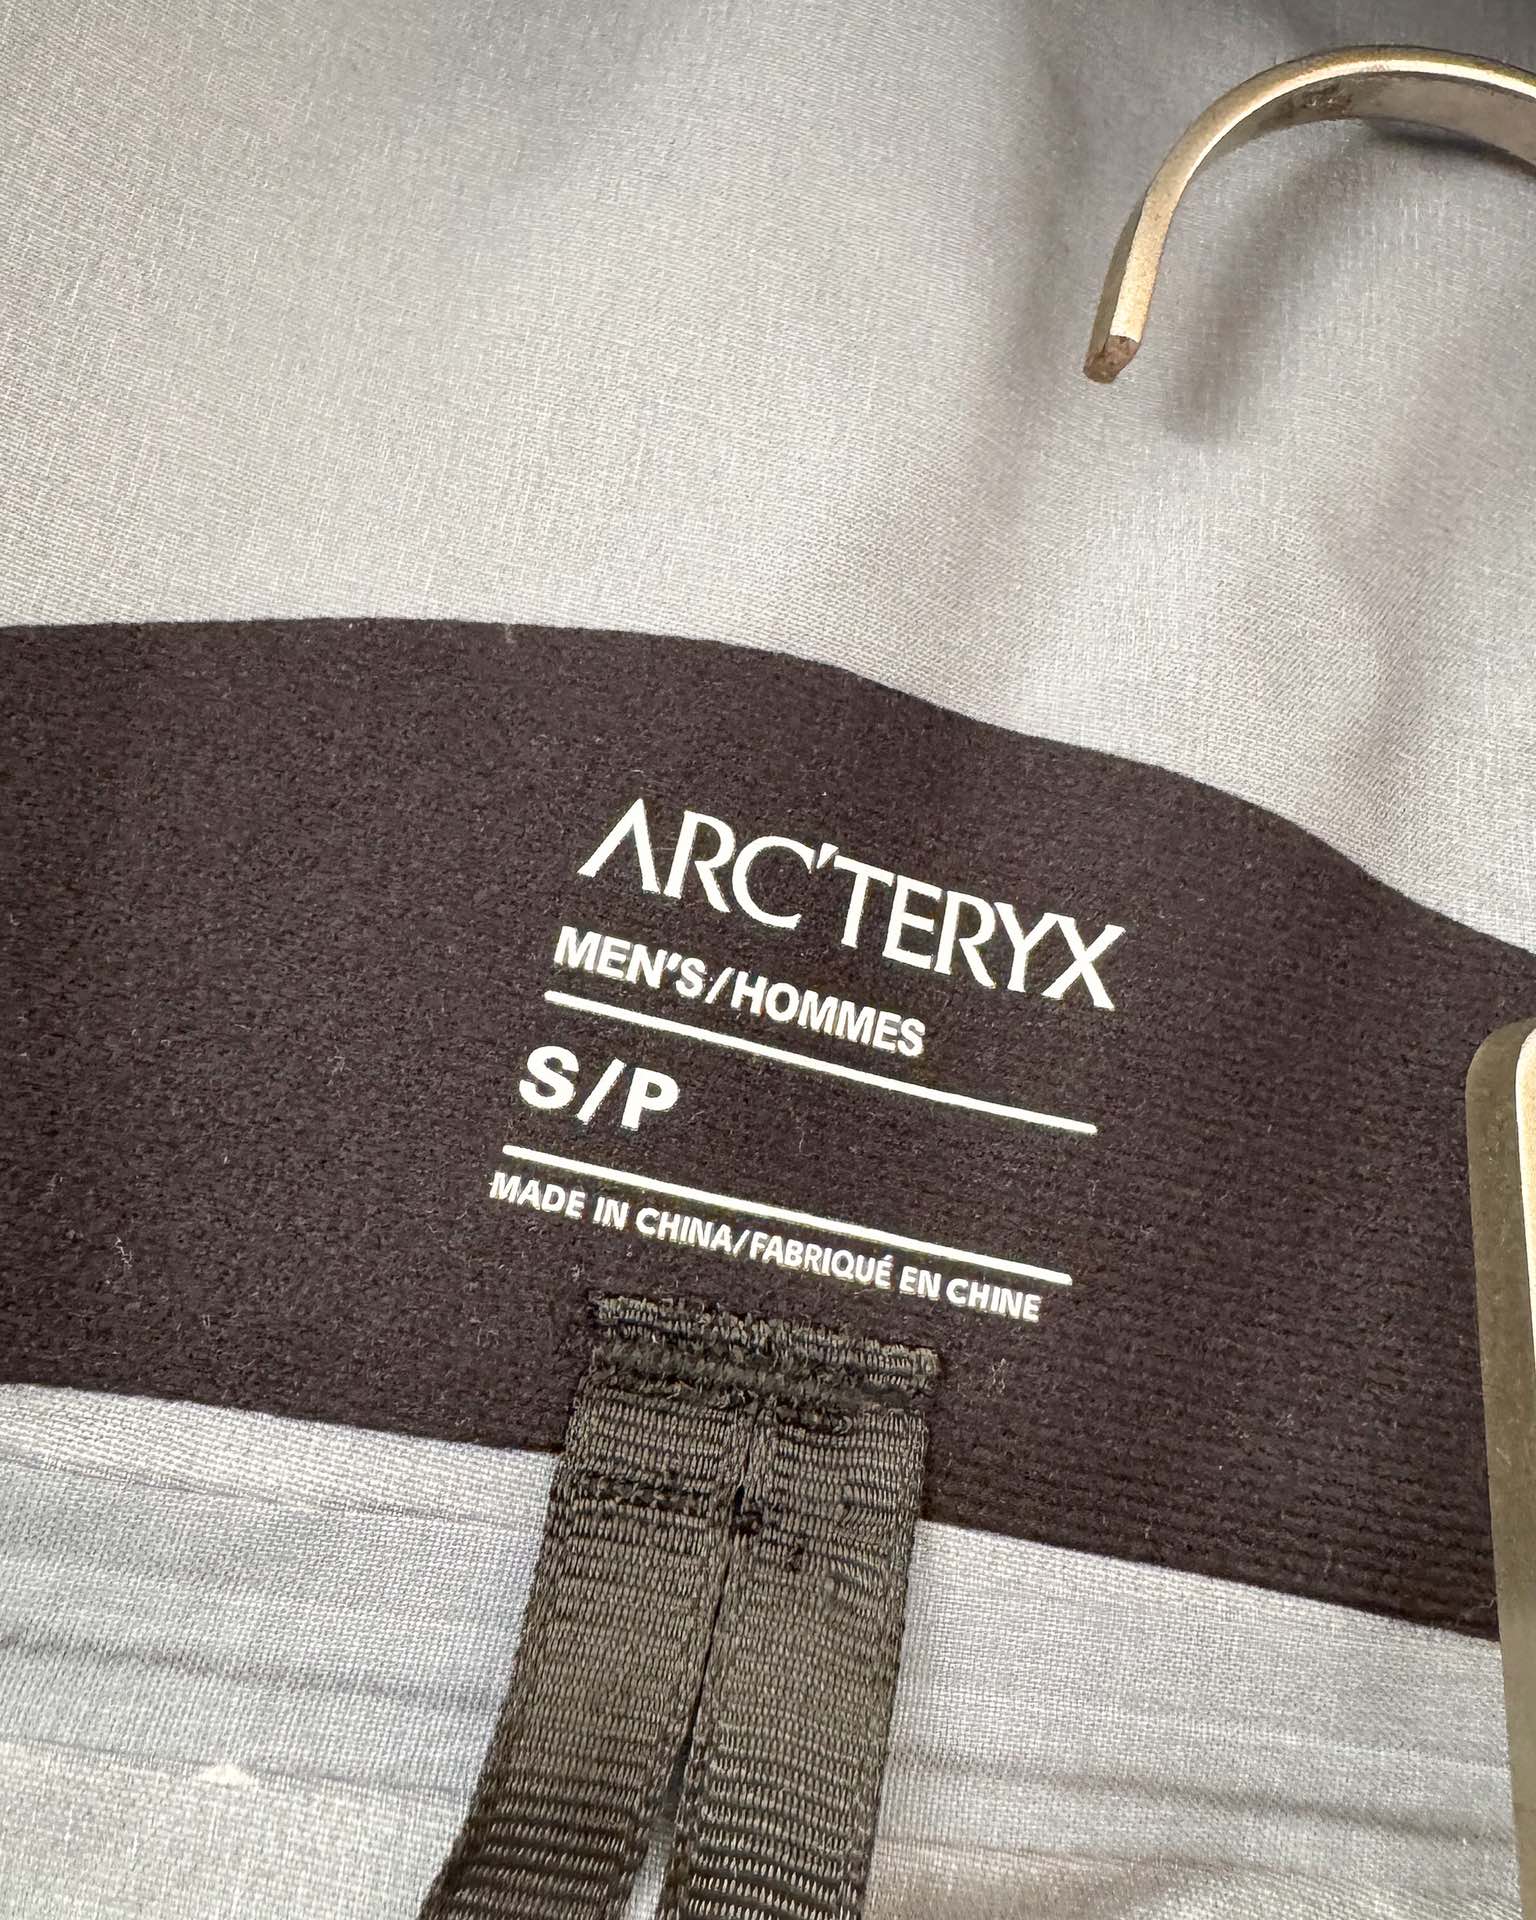 ARC'TERYX
MEN'S/HOMMES
S/P
MADE IN CHINA/FABRIQUÉ EN CHINE